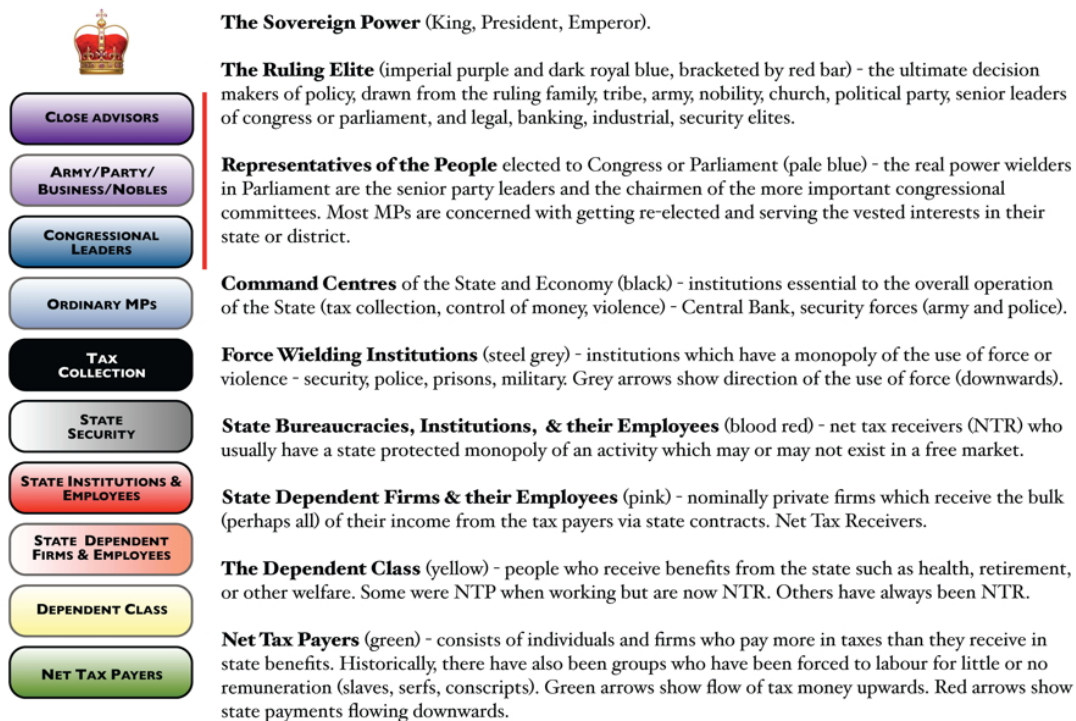 The Sovereign Power (King, President, Emperor).
The Ruling Elite (imperial purple and dark royal blue, bracketed by red bar) - the ultimate decision
makers of policy, drawn from the ruling family, tribe, army, nobility, church, political party, senior leaders
of congress or parliament, and legal, banking, industrial, security elites.
CLOSE ADVISORS
ARMY/PARTY/
BUSINESS/NOBLES
Representatives of the People elected to Congress or Parliament (pale blue) - the real power wielders
in Parliament are the senior party leaders and the chairmen of the more important congressional
committees. Most MPs are concerned with getting re-elected and serving the vested interests in their
state or district.
CONGRESSIONAL
LEADERS
Command Centres of the State and Economy (black) - institutions essential to the overall operation
of the State (tax collection, control of money, violence) - Central Bank, security forces (army and police).
ORDINARY MPS
TAX
COLLECTION
Force Wielding Institutions (steel grey) - institutions which have a monopoly of the use of force or
violence - security, police, prisons, military. Grey arrows show direction of the use of force (downwards).
STATE
SECURITY
State Bureaucracies, Institutions, & their Employees (blood red) - net tax receivers (NTR) who
usually have a state protected monopoly of an activity which may or may not exist in a free market.
STATE INSTITUTIONS &
EMPLOYEES
State Dependent Firms & their Employees (pink) - nominally private firms which receive the bulk
(perhaps all) of their income from the tax payers via state contracts. Net Tax Receivers.
STATE DEPENDENT
FIRMS & EMPLOYEES
The Dependent Class (yellow) - people who receive benefits from the state such as health, retirement,
or other welfare. Some were NTP when working but are now NTR. Others have always been NTR.
DEPENDENT CLASS
Net Tax Payers (green) - consists of individuals and firms who pay more in taxes than they receive in
state benefits. Historically, there have also been groups who have been forced to labour for little or no
remuneration (slaves, serfs, conscripts). Green arrows show flow of tax money upwards. Red arrows show
state payments flowing downwards.
NET TAX PAYERS